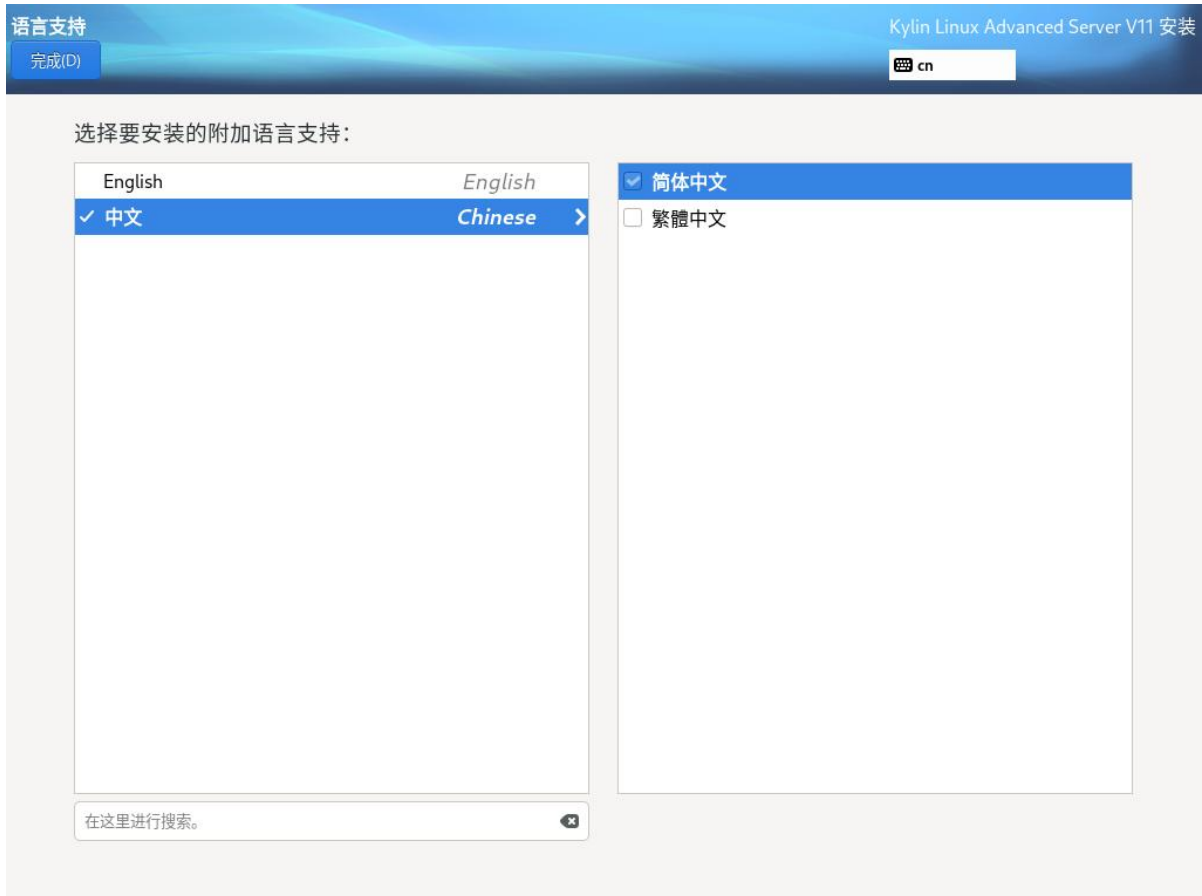 语言支持
Kylin Linux Advanced Server V11 安装
完成(D)
cn
选择要安装的附加语言支持：
English English
中文 Chinese
简体中文
繁體中文
在这里进行搜索。